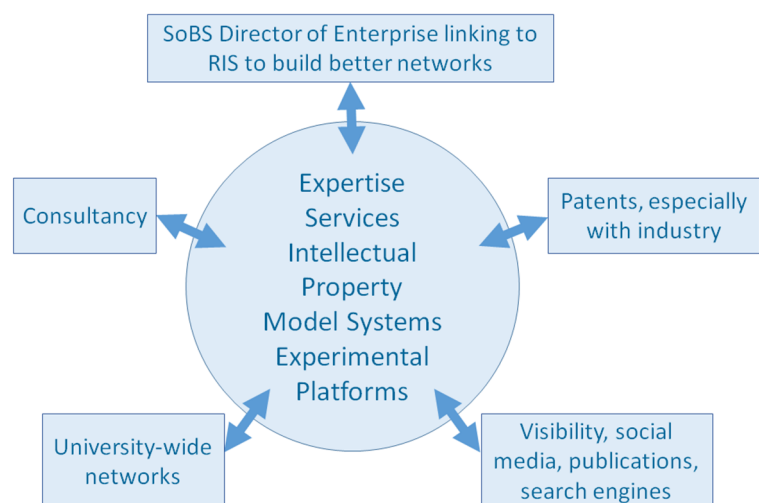 SoBS Director of Enterprise linking to
RIS to build better networks
Consultancy
Expertise
Services
Intellectual
Property
Model Systems
Experimental
Platforms
Patents, especially
with industry
University-wide
networks
Visibility, social
media, publications,
search engines